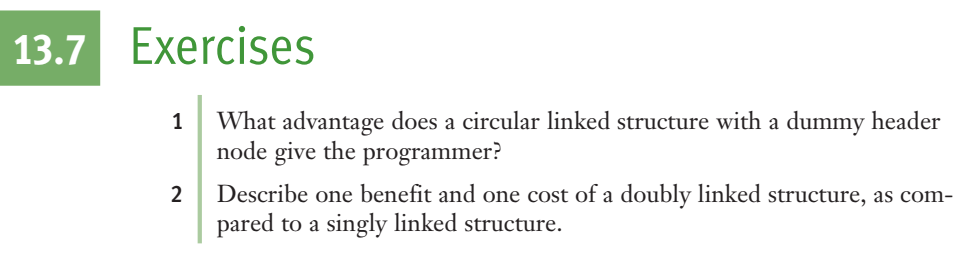 13.7 Exercises
1 What advantage does a circular linked structure with a dummy header
node give the programmer?
2 Describe one benefit and one cost of a doubly linked structure, as com-
pared to a singly linked structure.